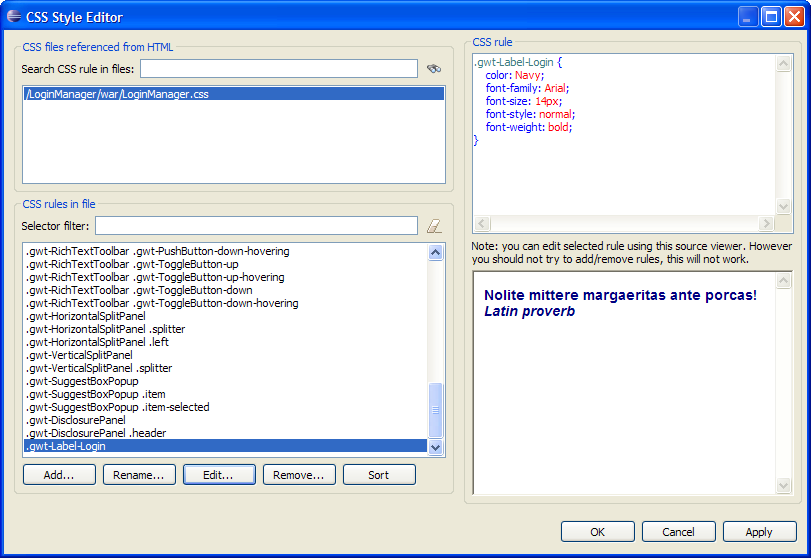 CSS Style Editor
CSS files referenced from HTML
Search CSS rule in files:
/LoginManager/war/LoginManager.css
CSS rules in file
Selector filter:
.gwt-RichTextToolbar .gwt-PushButton-down-hovering
.gwt-RichTextToolbar .gwt-ToggleButton-up
.gwt-RichTextToolbar .gwt-ToggleButton-up-hovering
.gwt-RichTextToolbar .gwt-ToggleButton-down
.gwt-RichTextToolbar .gwt-ToggleButton-down-hovering
.gwt-HorizontalSplitPanel
.gwt-HorizontalSplitPanel .splitter
.gwt-HorizontalSplitPanel .left
.gwt-VerticalSplitPanel
.gwt-VerticalSplitPanel .splitter
.gwt-SuggestBoxPopup
.gwt-SuggestBoxPopup .item
.gwt-SuggestBoxPopup .item-selected
.gwt-DisclosurePanel
.gwt-DisclosurePanel .header
.gwt-Label-Login
Add...
Rename...
Edit...
Remove...
Sort
CSS rule
.gwt-Label-Login {
color: Navy;
font-family: Arial;
font-size: 14px;
font-style: normal;
font-weight: bold;
}
Note: you can edit selected rule using this source viewer. However
you should not try to add/remove rules, this will not work.
Nolite mittere margaeritas ante porcas!
Latin proverb
OK
Cancel
Apply